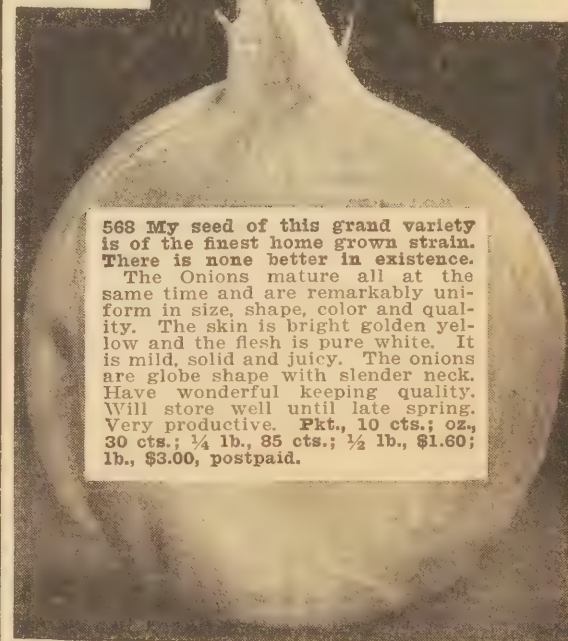 568 My seed of this grand variety
is of the finest home grown strain.
There is none better in existence.
The Onions mature all at the
same time and are remarkably uni-
form in size, shape, color and qual-
ity. The skin is bright golden yel-
low and the flesh is pure white. It
is mild, solid and juicy. The onions
are globe shape with slender neck.
Have wonderful keeping quality.
Will store well until late spring.
Very productive. Pkt., 10 cts.; oz.,
30 cts.; ¼ lb., 85 cts.; ½ lb., $1.60;
lb., $3.00, postpaid.